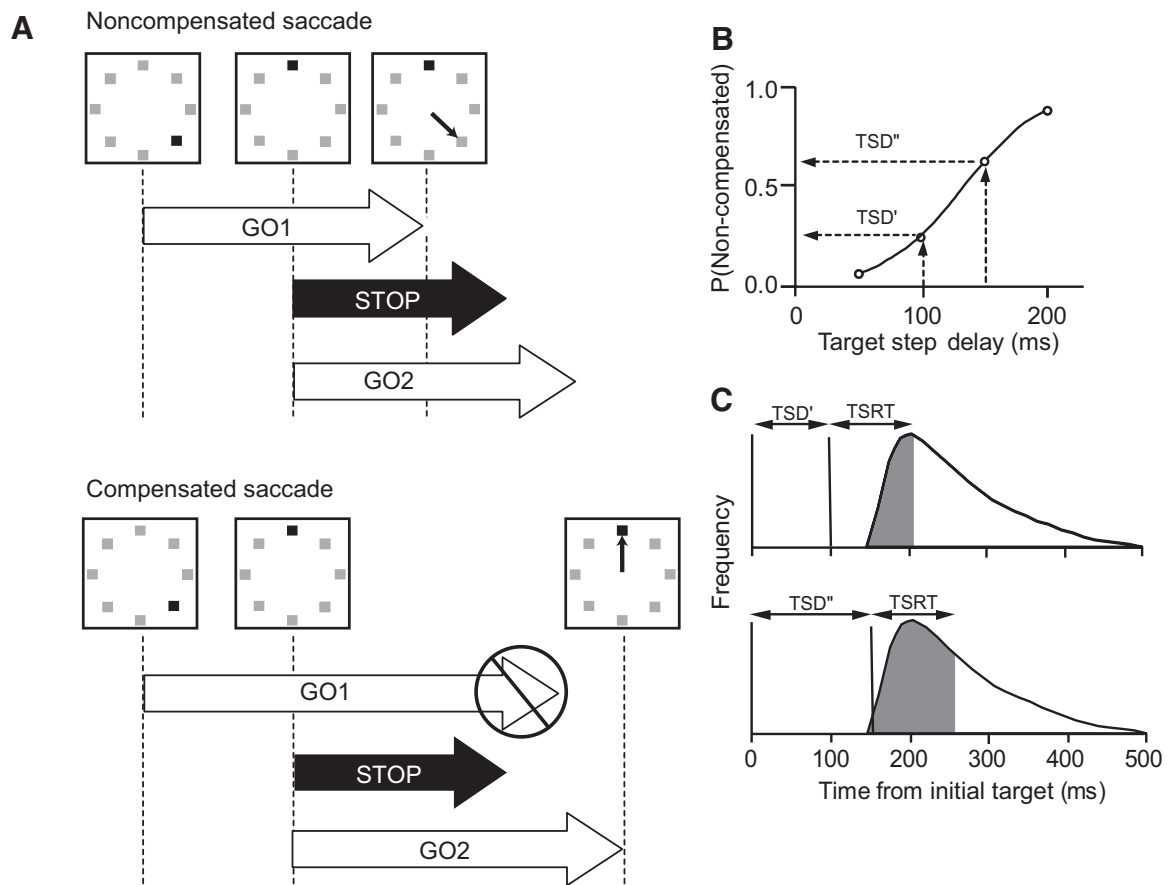 A
Noncompensated saccade
GO1
STOP
GO2
Compensated saccade
GO1
STOP
GO2
B
P(Non-compensated)
1.0
0.5
0.0
TSD"
TSD'
0
100
200
Target step delay (ms)
C
Frequency
TSD' TSRT
TSD" TSRT
0 100 200 300 400 500
Time from initial target (ms)